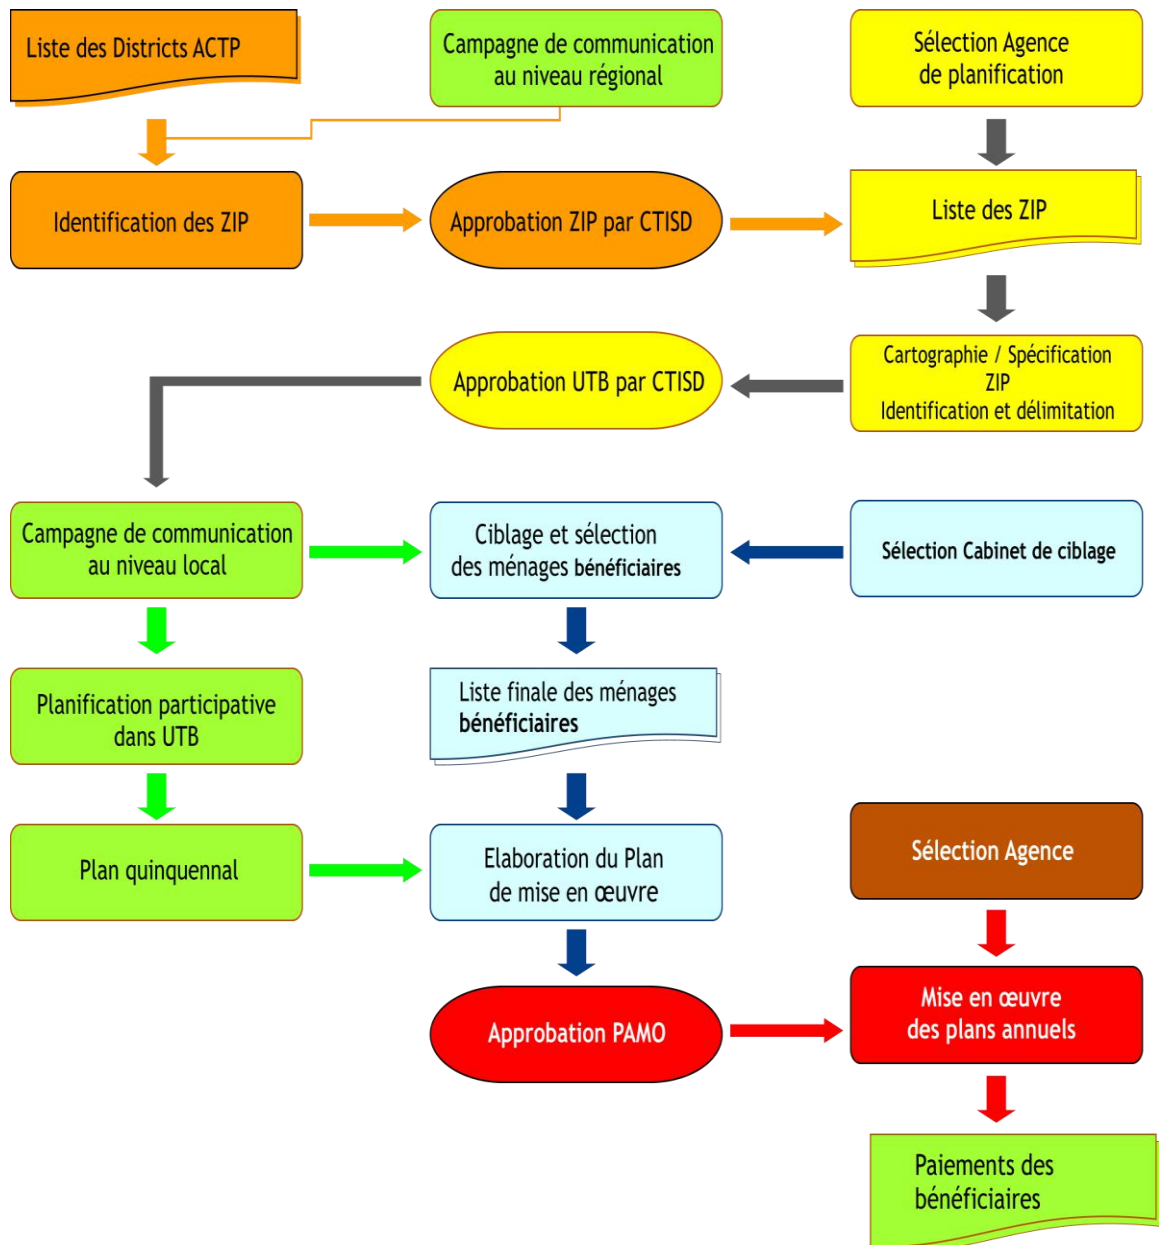 Liste des Districts ACTP
Campagne de communication
au niveau régional
Sélection Agence
de planification
Identification des ZIP
Approbation ZIP par CTISD
Liste des ZIP
Approbation UTB par CTISD
Cartographie / Spécification
ZIP
Identification et délimitation
Campagne de communication
au niveau local
Ciblage et sélection
des ménages bénéficiaires
Sélection Cabinet de ciblage
Planification participative
dans UTB
Liste finale des ménages
bénéficiaires
Plan quinquennal
Elaboration du Plan
de mise en œuvre
Sélection Agence
Approbation PAMO
Mise en œuvre
des plans annuels
Paiements des
bénéficiaires